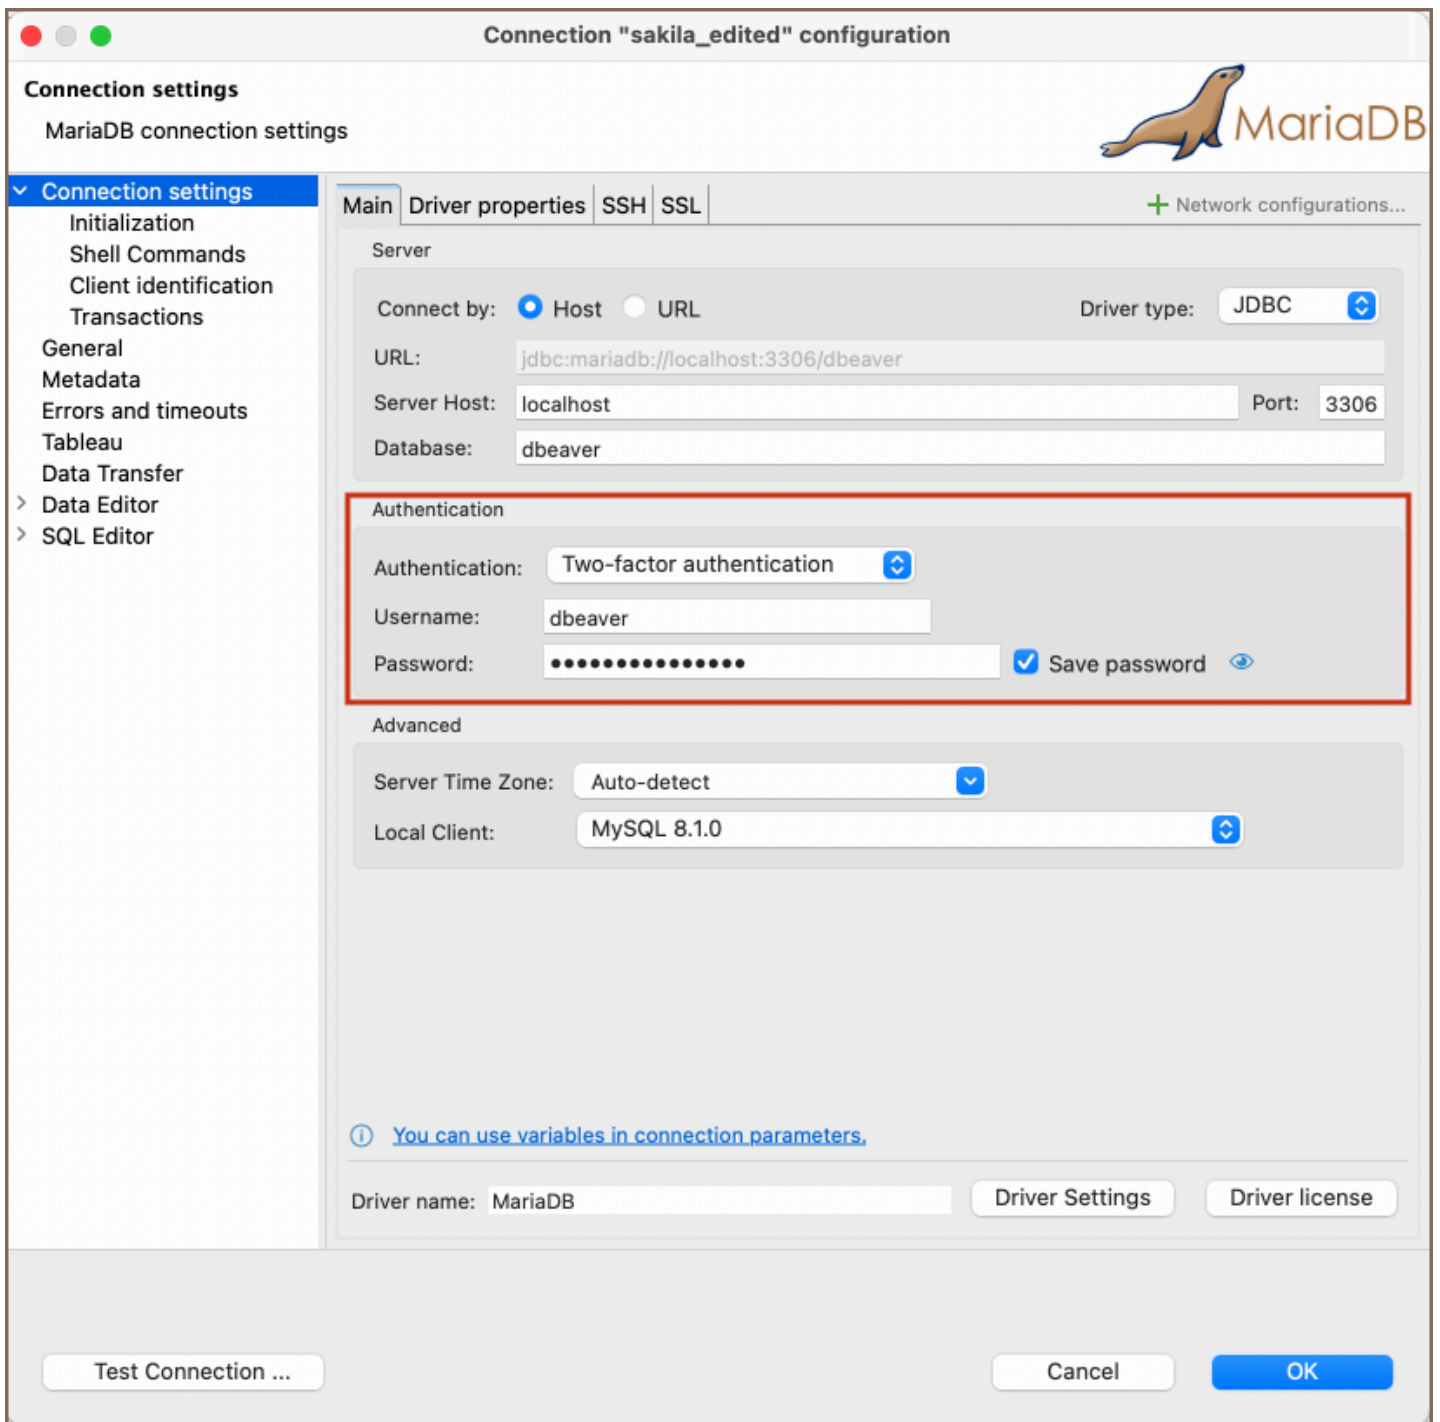 Connection "sakila_edited" configuration
Connection settings
MariaDB connection settings
MariaDB
Connection settings
Initialization
Shell Commands
Client identification
Transactions
General
Metadata
Errors and timeouts
Tableau
Data Transfer
Data Editor
SQL Editor
Main Driver properties SSH SSL Network configurations...
Server
Connect by: Host URL Driver type: JDBC
URL: jdbc:mariadb://localhost:3306/dbeaver
Server Host: localhost Port: 3306
Database: dbeaver
Authentication
Authentication: Two-factor authentication
Username: dbeaver
Password: ••••••••••••••• Save password
Advanced
Server Time Zone: Auto-detect
Local Client: MySQL 8.1.0
You can use variables in connection parameters.
Driver name: MariaDB Driver Settings Driver license
Test Connection ... Cancel OK